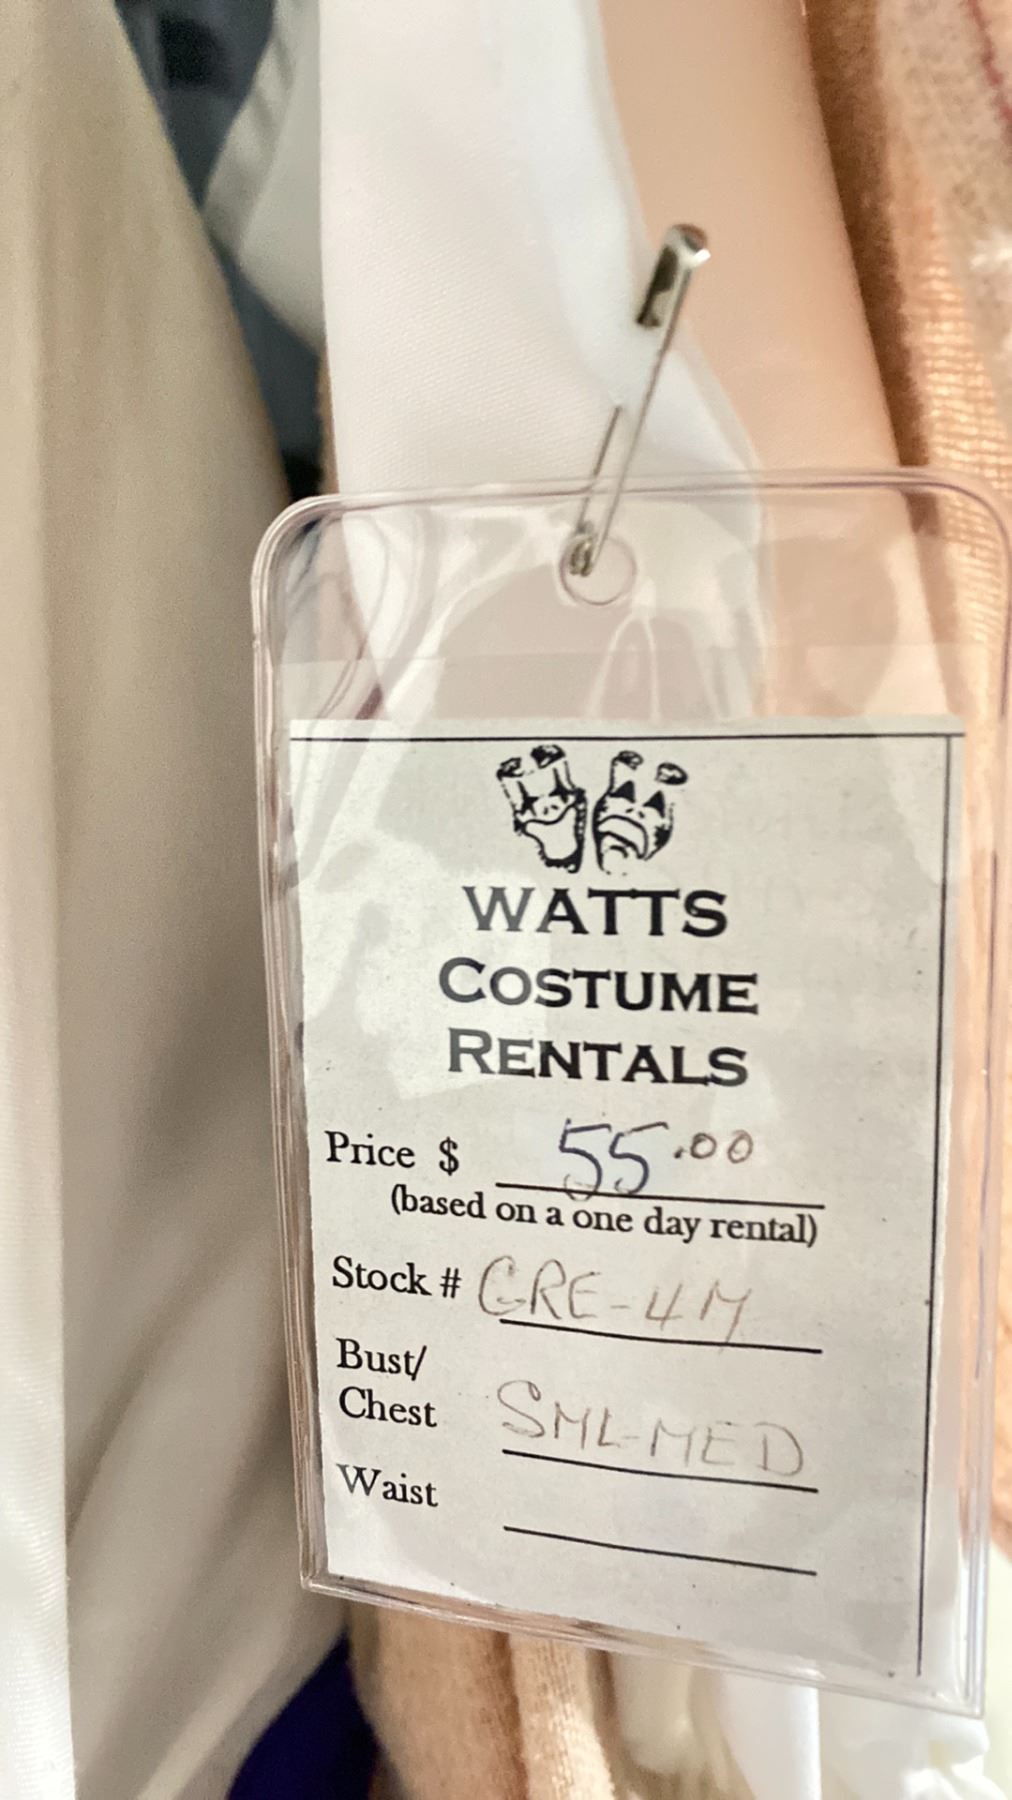 WATTS
COSTUME
RENTALS
Price $ 55.00
(based on a one day rental)
Stock # GRE-4M
Bust/
Chest SML-MED
Waist